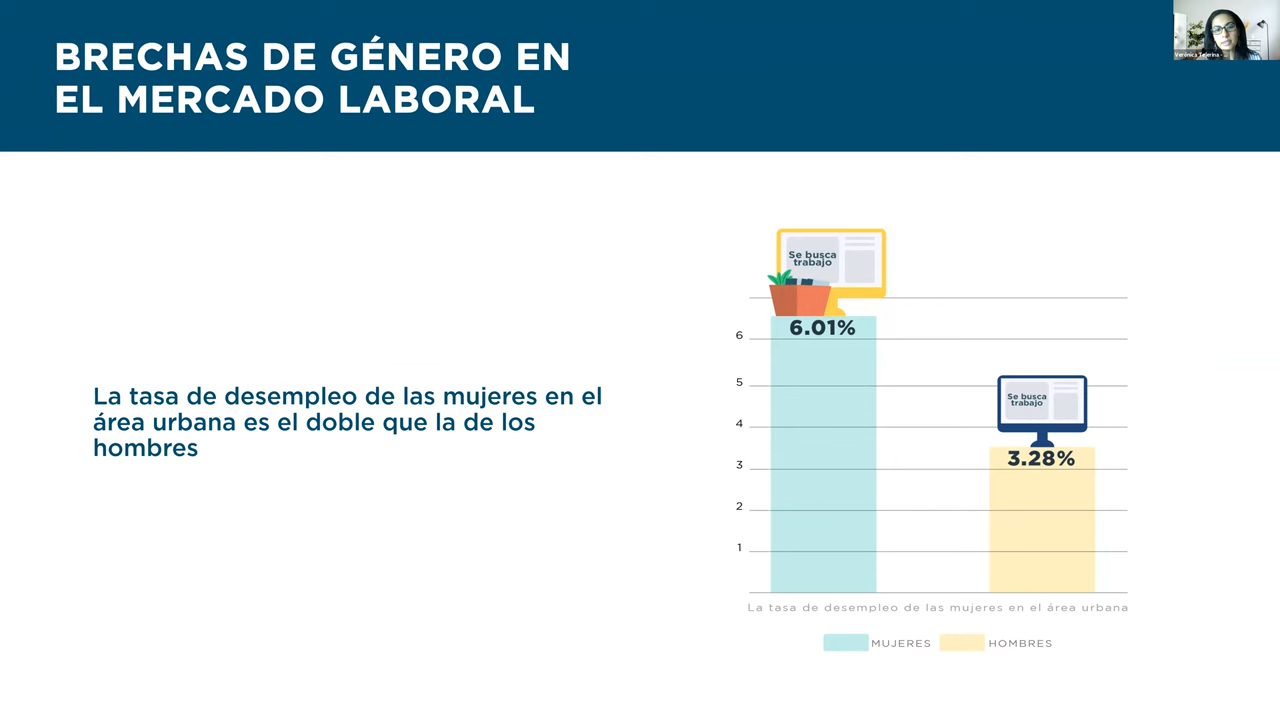 BRECHAS DE GÉNERO EN
EL MERCADO LABORAL
Verónica Tejerina - ...
La tasa de desempleo de las mujeres en el
área urbana es el doble que la de los
hombres
Se busca
trabajo
6.01%
6
5
4
3
2
1
Se busca
trabajo
3.28%
La tasa de desempleo de las mujeres en el área urbana
MUJERES
HOMBRES